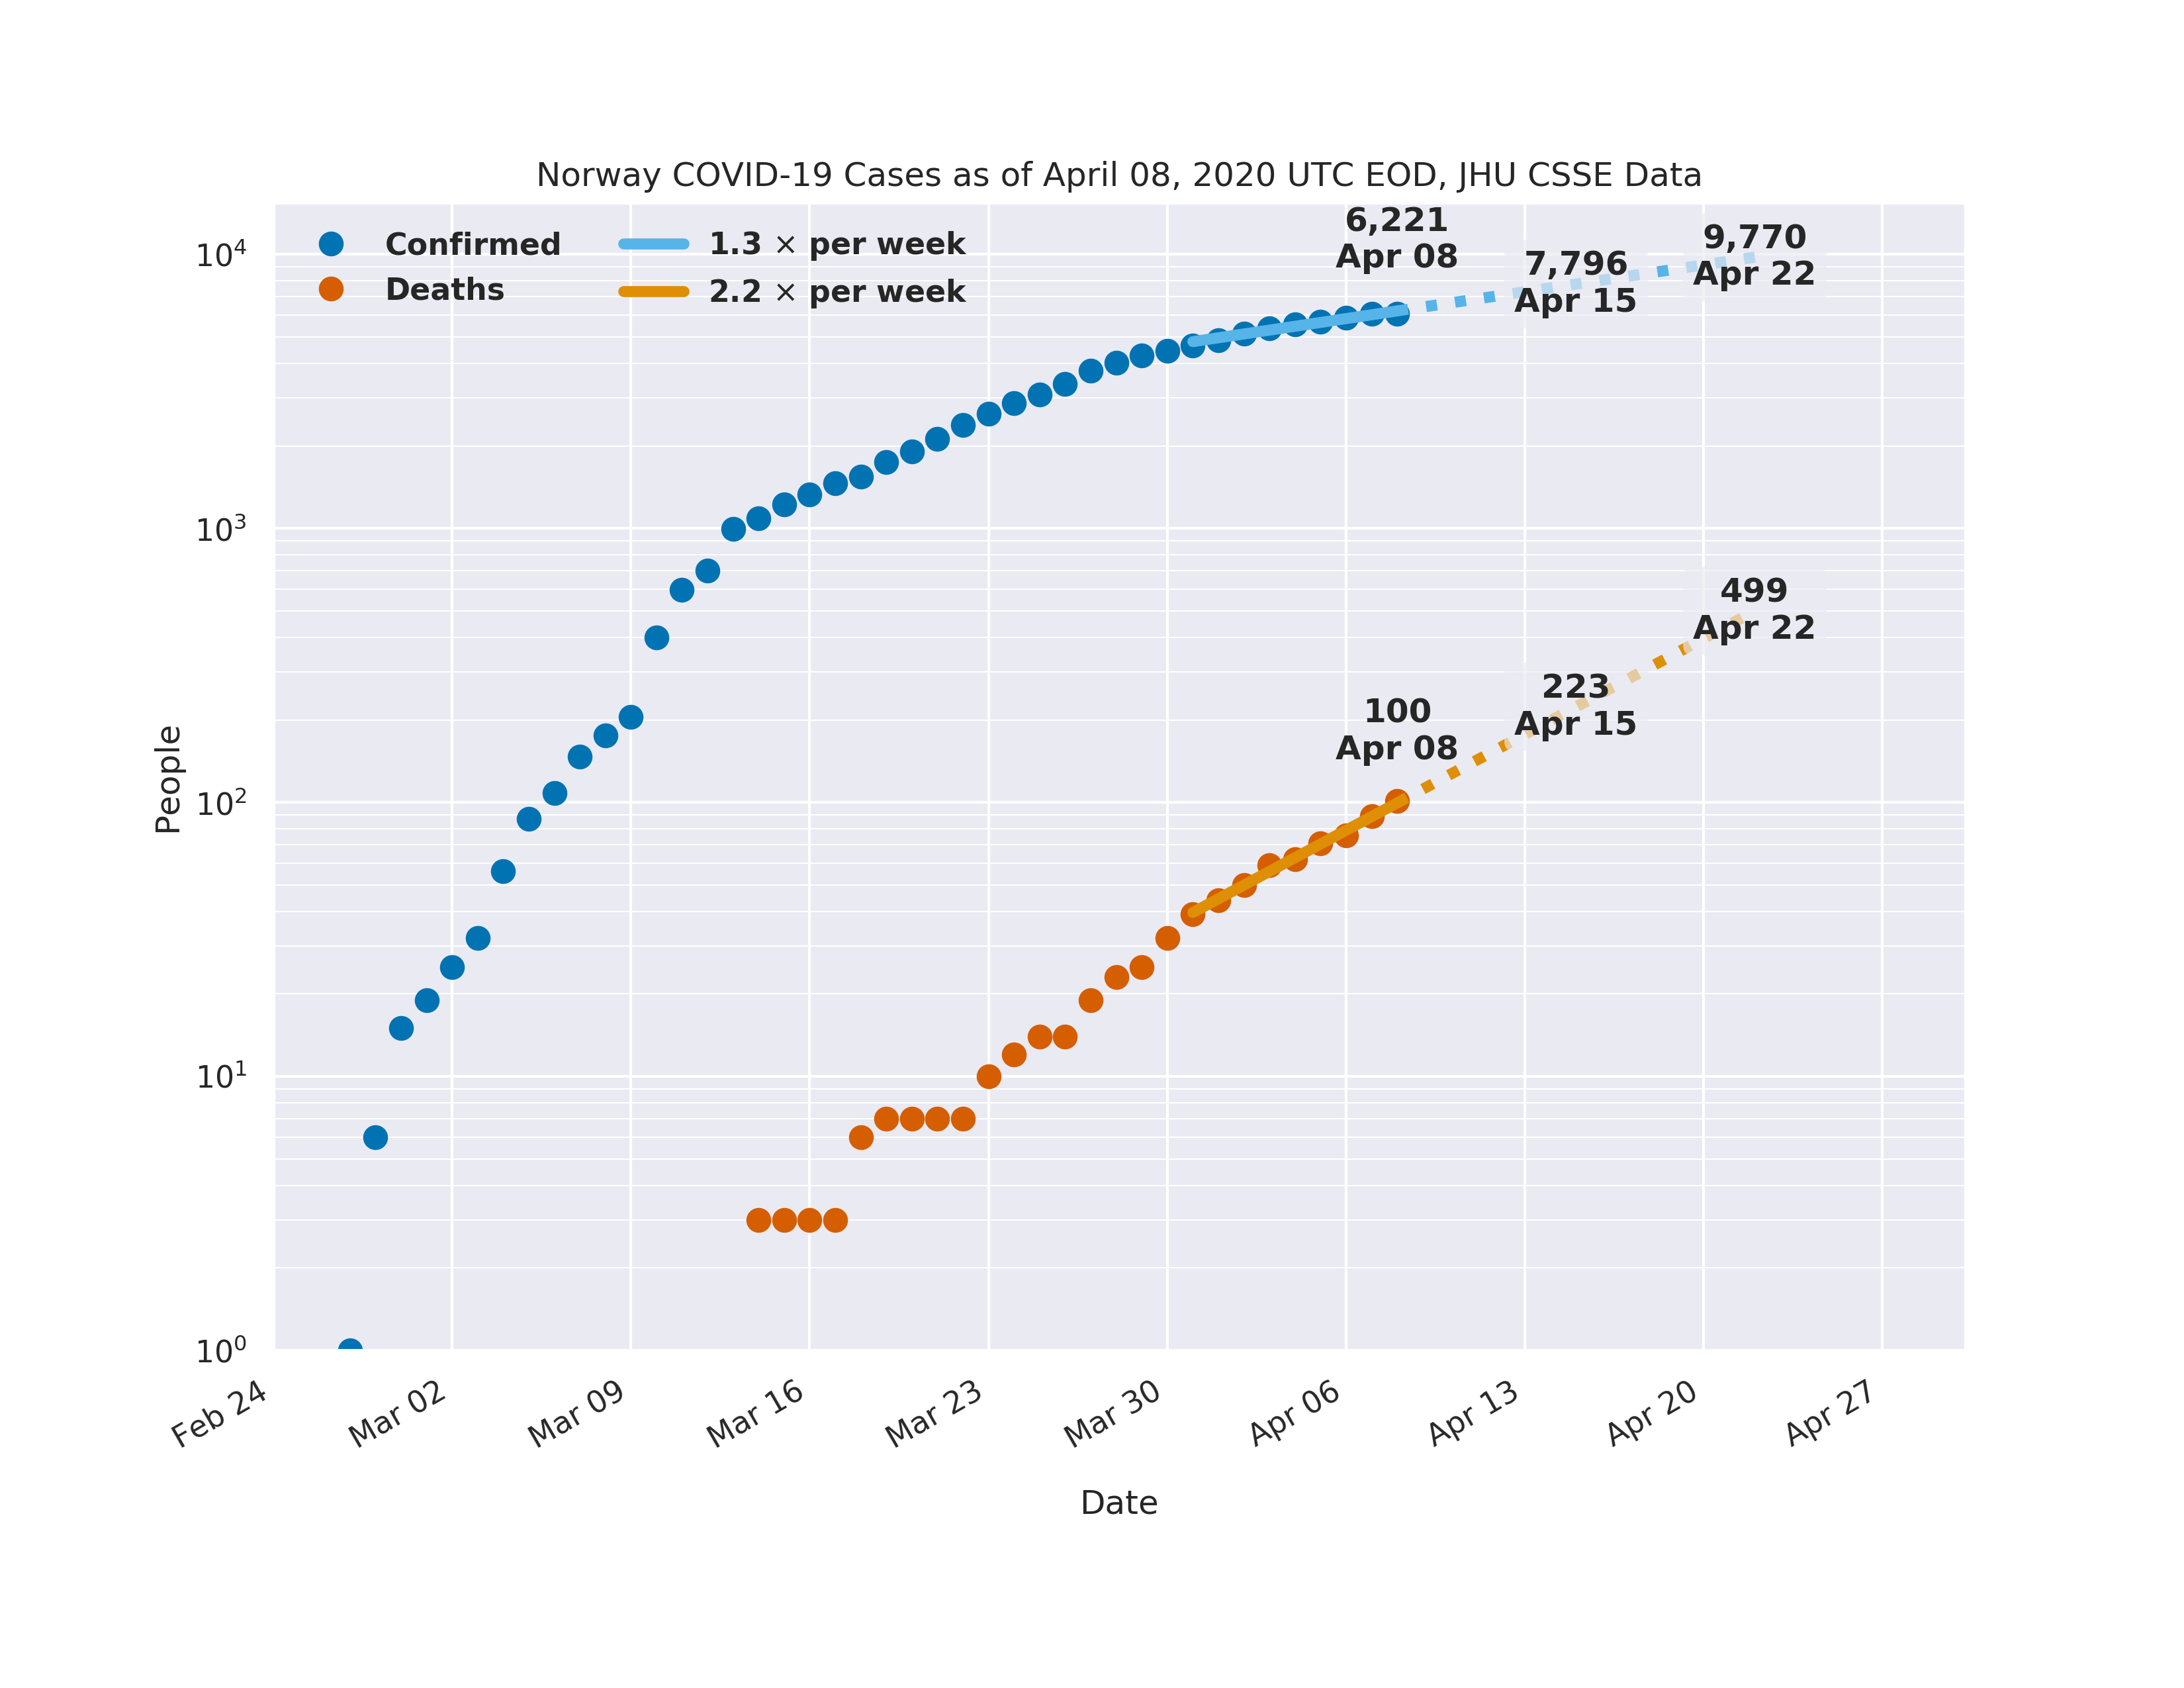 Norway COVID-19 Cases as of April 08, 2020 UTC EOD, JHU CSSE Data
Confirmed
Deaths
1.3 × per week
2.2 × per week
6,221
Apr 08
7,796
Apr 15
9,770
Apr 22
499
Apr 22
223
Apr 15
100
Apr 08
People
10⁴
10³
10²
10¹
10⁰
Feb 24
Mar 02
Mar 09
Mar 16
Mar 23
Mar 30
Apr 06
Apr 13
Apr 20
Apr 27
Date